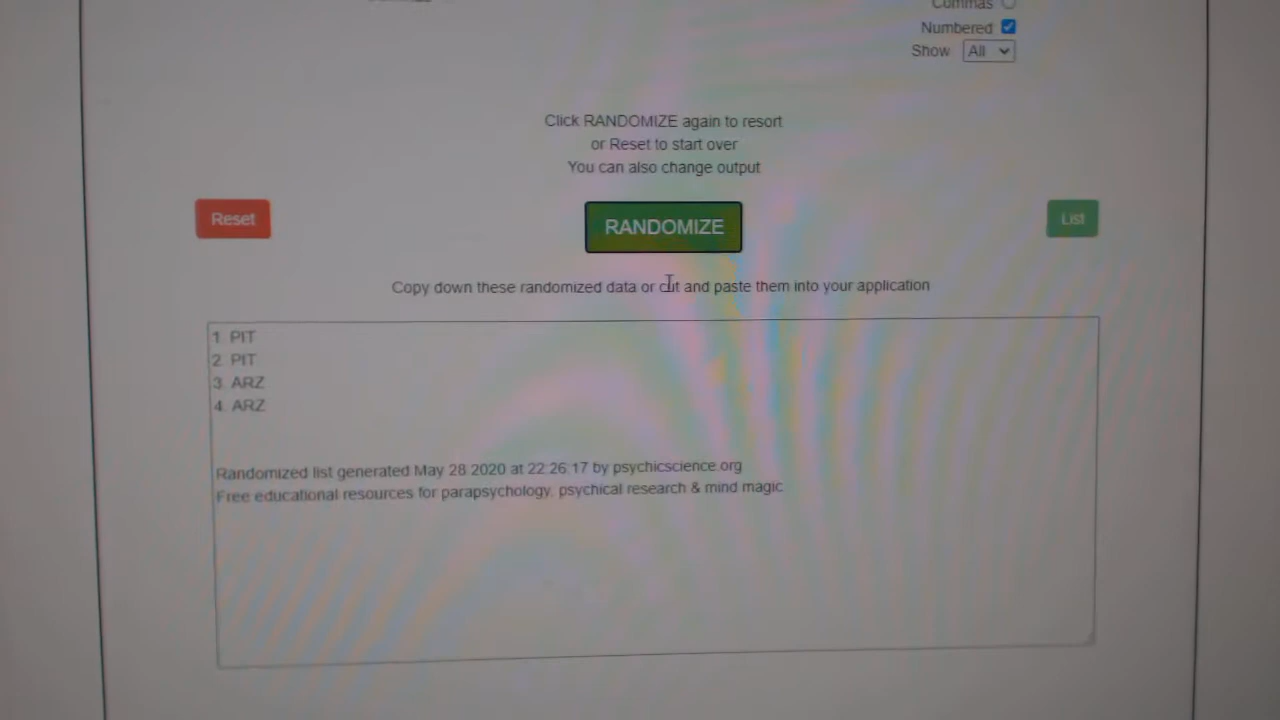 Commas
Numbered
Show All
Click RANDOMIZE again to resort
or Reset to start over
You can also change output
Reset
RANDOMIZE
List
Copy down these randomized data or cut and paste them into your application
1. PIT
2. PIT
3. ARZ
4. ARZ
Randomized list generated May 28 2020 at 22:26:17 by psychicscience.org
Free educational resources for parapsychology, psychical research & mind magic